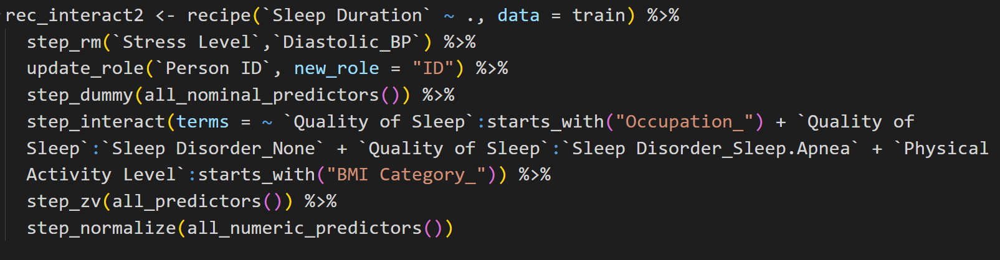 rec_interact2 <- recipe(`Sleep Duration` ~ ., data = train) %>%
  step_rm(`Stress Level`,`Diastolic_BP`) %>%
  update_role(`Person ID`, new_role = "ID") %>%
  step_dummy(all_nominal_predictors()) %>%
  step_interact(terms = ~ `Quality of Sleep`:starts_with("Occupation_") + `Quality of
  Sleep`:`Sleep Disorder_None` + `Quality of Sleep`:`Sleep Disorder_Sleep.Apnea` + `Physical
  Activity Level`:starts_with("BMI Category_")) %>%
  step_zv(all_predictors()) %>%
  step_normalize(all_numeric_predictors())